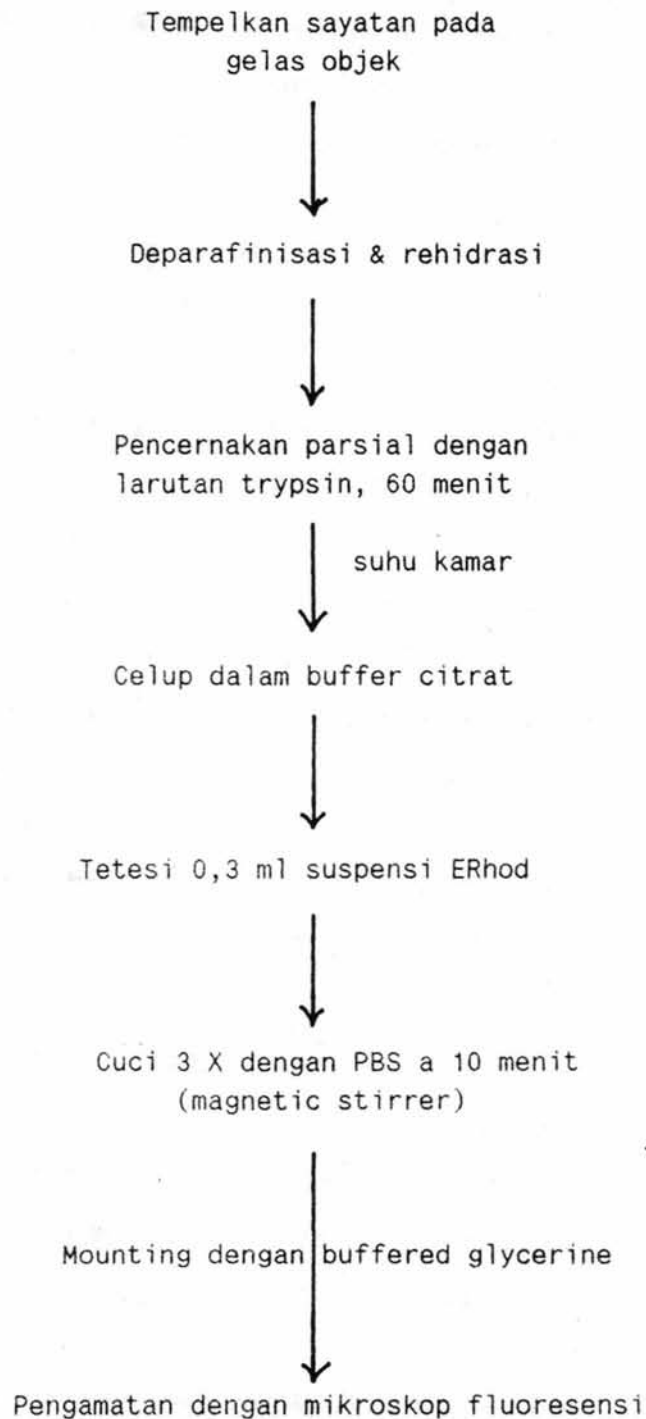 Tempelkan sayatan pada
gelas objek
Deparafinisasi & rehidrasi
Pencernakan parsial dengan
larutan trypsin, 60 menit
suhu kamar
Celup dalam buffer citrat
Tetesi 0,3 ml suspensi ERhod
Cuci 3 X dengan PBS a 10 menit
(magnetic stirrer)
Mounting dengan buffered glycerine
Pengamatan dengan mikroskop fluoresensi